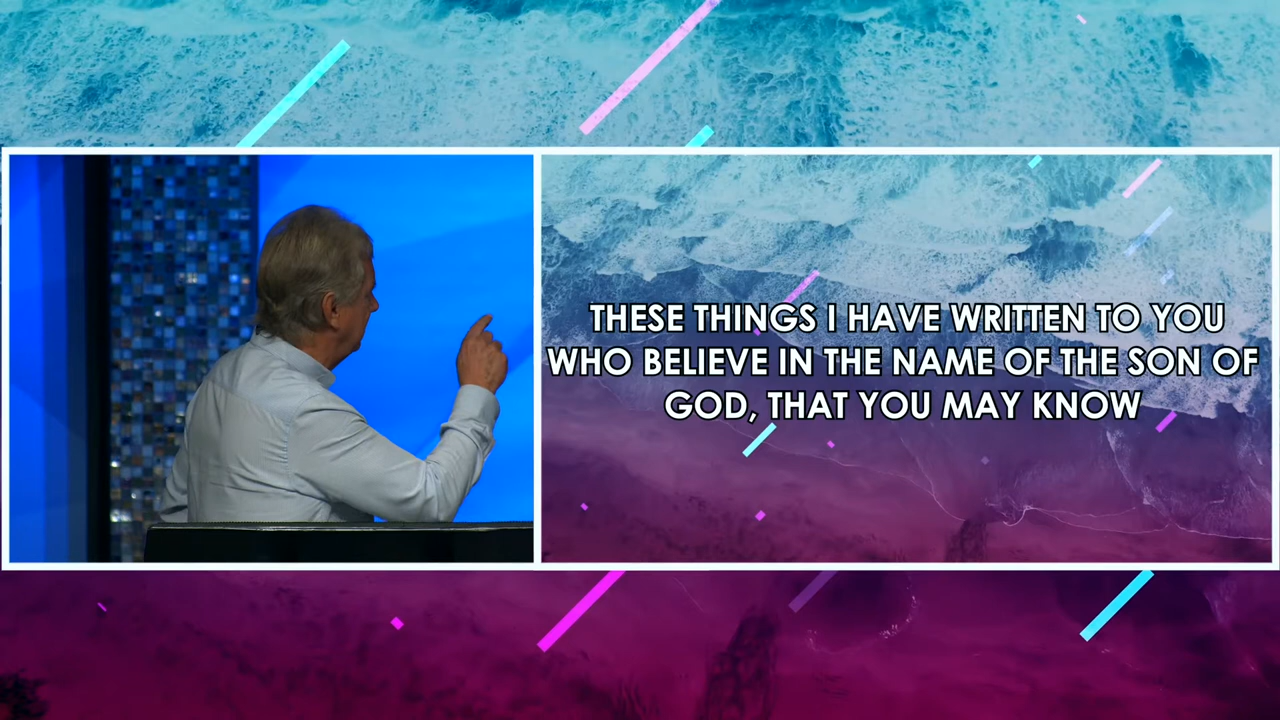 THESE THINGS I HAVE WRITTEN TO YOU
WHO BELIEVE IN THE NAME OF THE SON OF
GOD, THAT YOU MAY KNOW